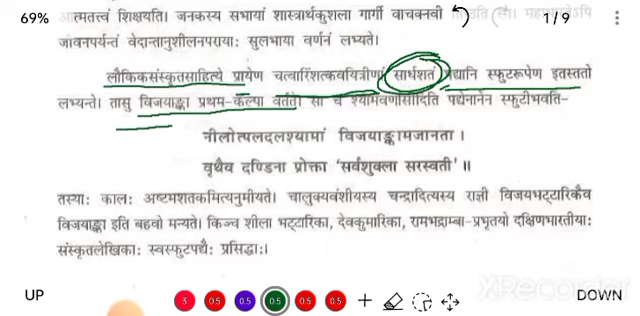 69%
1/9
आत्मतत्त्वं शिक्षयति। जनकस्य सभायां शास्त्रार्थकुशला गार्गी वाचक्नवी
जीवनपर्यन्तं वेदान्तानुशीलनपरायाः सुलभाया वर्णनं लभ्यते।
लौकिकसंस्कृतसाहित्ये प्रायेण चत्वारिंशत्कवयित्रीणां सार्धशतं पद्यानि स्फुटरूपेण इतस्ततो
लभ्यन्ते। तासु विजयाङ्का प्रथम-कल्पा वर्तते। सा च श्यामवर्णासीदिति पद्येनानेन स्फुटीभवति-
नीलोत्पलदलश्यामां विजयाङ्कामजानता।
वृथैव दण्डिना प्रोक्ता ‘सर्वशुक्ला सरस्वती’॥
तस्याः कालः अष्टमशतकमित्यनुमीयते। चालुक्यवंशीयस्य चन्द्रादित्यस्य राज्ञी विजयभट्टारिकैव
विजयाङ्का इति बहवो मन्यते। किञ्च शीला भट्टारिका, देवकुमारिका, रामभद्राम्बा-प्रभृतयो दक्षिणभारतीयाः
संस्कृतलेखिकाः स्वस्फुटपद्यैः प्रसिद्धाः।
XRecorder
UP
3
0.5
0.5
0.5
0.5
0.5
DOWN